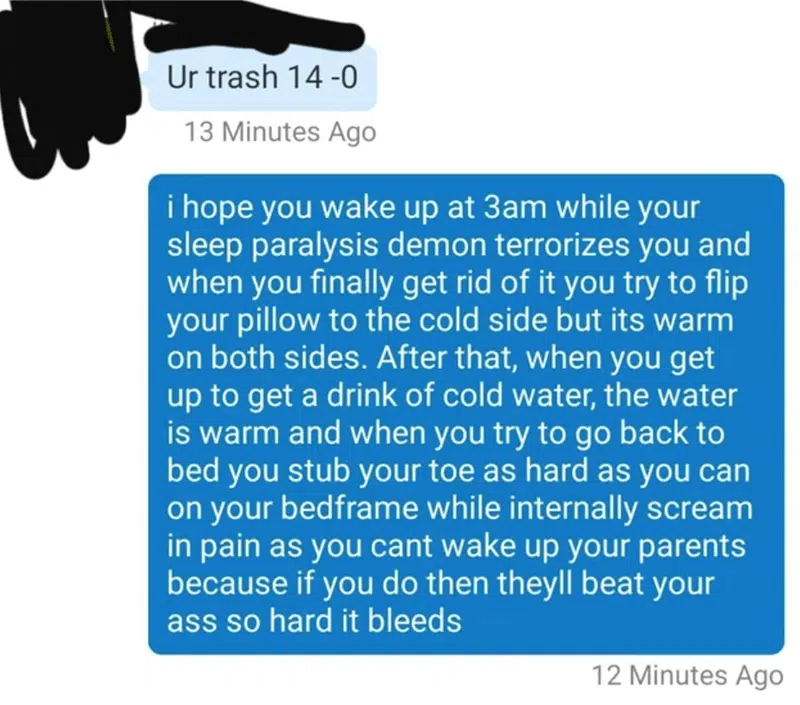 Ur trash 14 -0
13 Minutes Ago
i hope you wake up at 3am while your
sleep paralysis demon terrorizes you and
when you finally get rid of it you try to flip
your pillow to the cold side but its warm
on both sides. After that, when you get
up to get a drink of cold water, the water
is warm and when you try to go back to
bed you stub your toe as hard as you can
on your bedframe while internally scream
in pain as you cant wake up your parents
because if you do then theyll beat your
ass so hard it bleeds
12 Minutes Ago